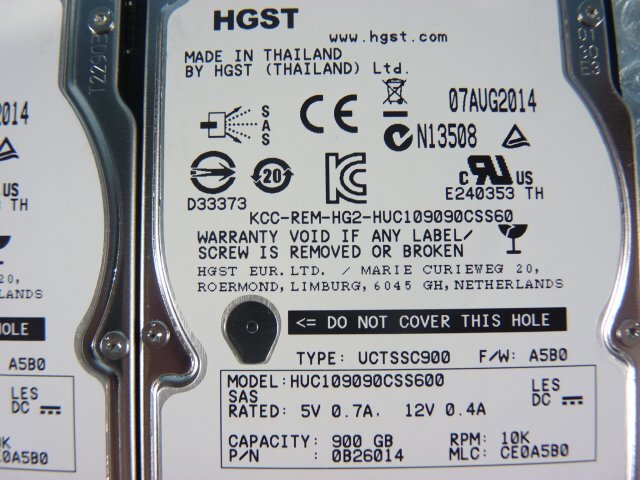 HGST
www.hgst.com
MADE IN THAILAND
BY HGST (THAILAND) Ltd.
07AUG2014
SAS
CE
N13508
20
D33373
C UR US
E240353 TH
KCC-REM-HG2-HUC109090CSS60
WARRANTY VOID IF ANY LABEL/
SCREW IS REMOVED OR BROKEN
HGST EUR.LTD. / MARIE CURIEWEG 20,
ROERMOND, LIMBURG, 6045 GH, NETHERLANDS
<= DO NOT COVER THIS HOLE
TYPE: UCTSSC900 F/W: A5B0
MODEL:HUC109090CSS600
SAS
RATED: 5V 0.7A, 12V 0.4A
LES
DC
CAPACITY: 900 GB RPM: 10K
P/N : 0B26014 MLC: CE0A5B0
2014
US
TH
20,
LANDS
HOLE
A5B0
LES
DC
0K
E0A5B0